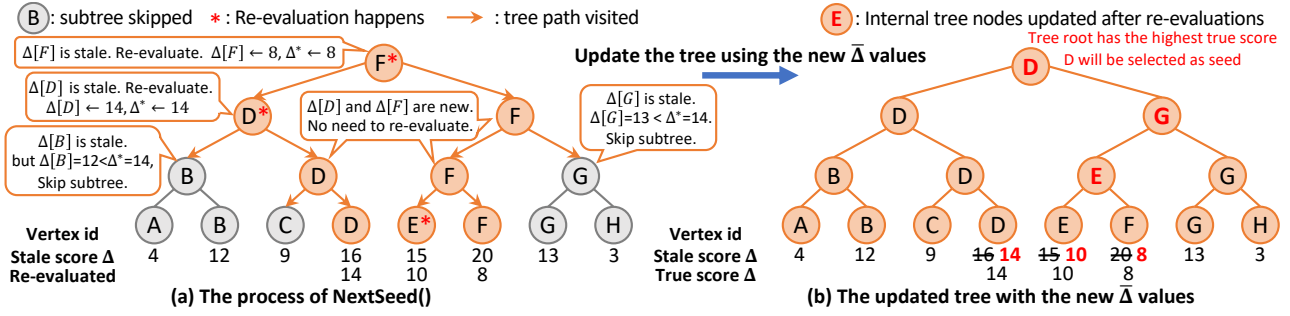 B : subtree skipped * : Re-evaluation happens → : tree path visited
E : Internal tree nodes updated after re-evaluations
Δ[F] is stale. Re-evaluate. Δ[F] ← 8, Δ* ← 8
F*
Δ[D] is stale. Re-evaluate.
Δ[D] ← 14, Δ* ← 14
D*
Δ[D] and Δ[F] are new.
No need to re-evaluate.
F
Δ[G] is stale.
Δ[G]=13 < Δ*=14.
Skip subtree.
Δ[B] is stale.
but Δ[B]=12<Δ*=14,
Skip subtree.
B D F G
A B C D E* F G H
Vertex id
Stale score Δ 4 12 9 16 15 20 13 3
Re-evaluated 14 10 8
(a) The process of NextSeed()
Update the tree using the new Δ̅ values
Tree root has the highest true score
D will be selected as seed
D
D G
B D E G
A B C D E F G H
Vertex id
Stale score Δ 4 12 9 16 14 15 10 20 8 13 3
True score Δ 14 10 8
(b) The updated tree with the new Δ̅ values